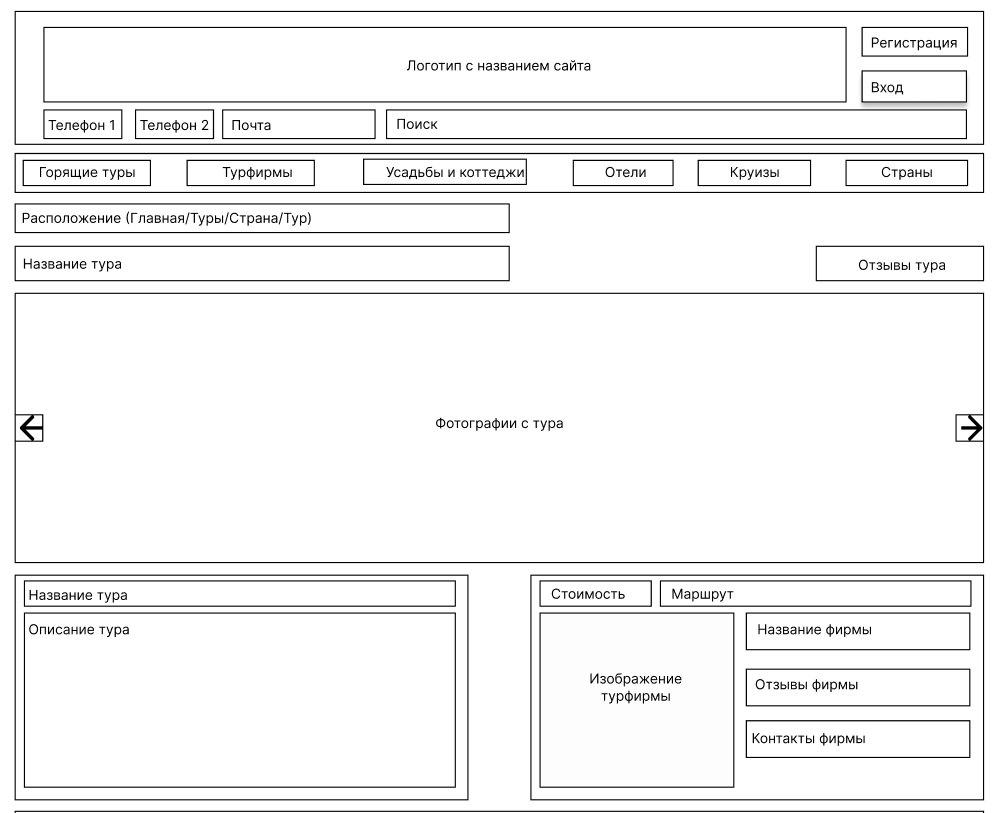 Логотип с названием сайта
Регистрация
Вход
Телефон 1
Телефон 2
Почта
Поиск
Горящие туры
Турфирмы
Усадьбы и коттеджи
Отели
Круизы
Страны
Расположение (Главная/Туры/Страна/Тур)
Название тура
Отзывы тура
Фотографии с тура
Название тура
Описание тура
Стоимость
Маршрут
Изображение
турфирмы
Название фирмы
Отзывы фирмы
Контакты фирмы